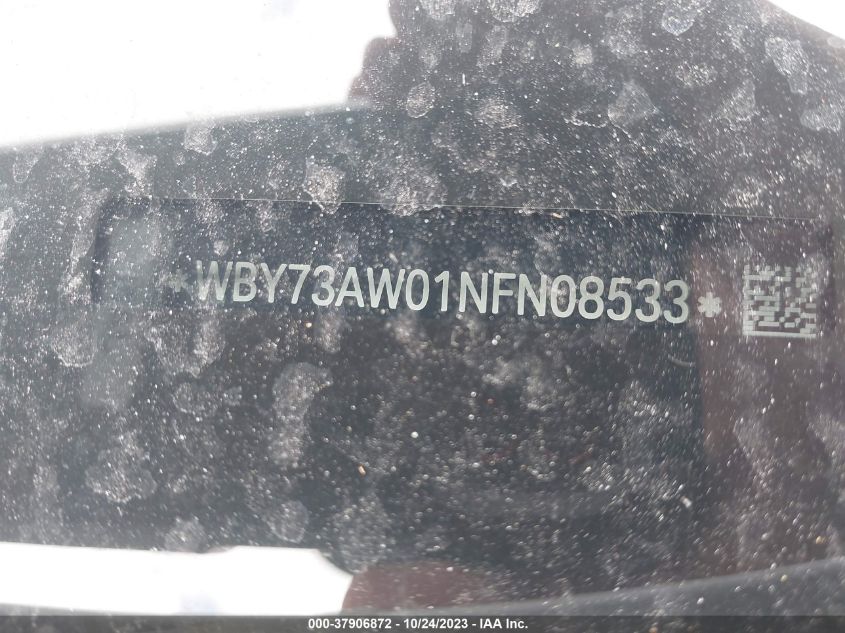 *WBY73AW01NFN08533*
000-37906872 - 10/24/2023 - IAA Inc.